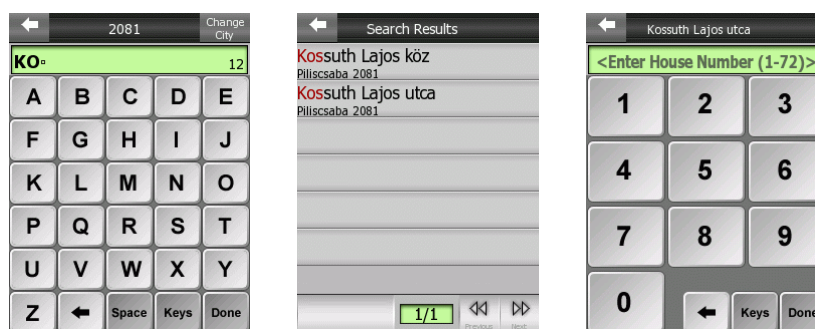 2081
Change
City
KO
12
A B C D E
F G H I J
K L M N O
P Q R S T
U V W X Y
Z Space Keys Done
Search Results
Kossuth Lajos köz
Piliscsaba 2081
Kossuth Lajos utca
Piliscsaba 2081
1/1
Previous Next
Kossuth Lajos utca
<Enter House Number (1-72)>
1 2 3
4 5 6
7 8 9
0 Keys Done